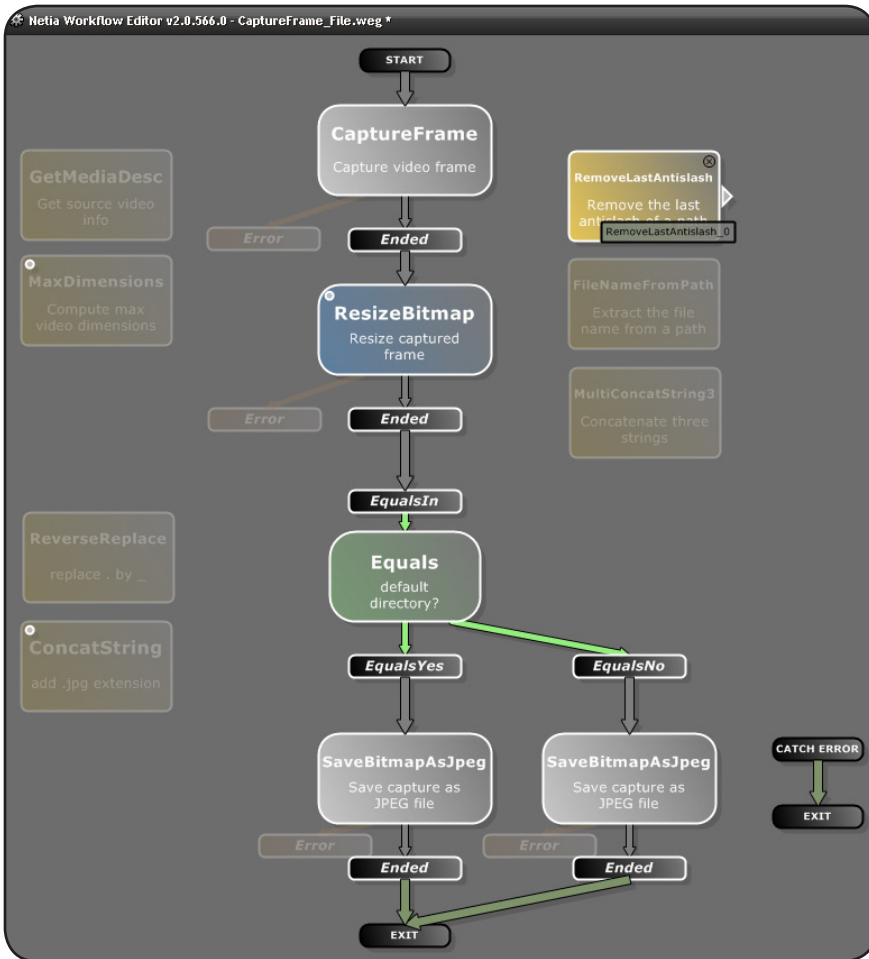 Netia Workflow Editor v2.0.566.0 - CaptureFrame_File.weg *
START
CaptureFrame
Capture video frame
Error
Ended
GetMediaDesc
Get source video
info
MaxDimensions
Compute max
video dimensions
RemoveLastAntislash
Remove the last
antislash of a path
RemoveLastAntislash_0
FileNameFromPath
Extract the file
name from a path
MultiConcatString3
Concatenate three
strings
ResizeBitmap
Resize captured
frame
Error
Ended
EqualsIn
Equals
default
directory?
ReverseReplace
replace . by _
ConcatString
add .jpg extension
EqualsYes
EqualsNo
SaveBitmapAsJpeg
Save capture as
JPEG file
SaveBitmapAsJpeg
Save capture as
JPEG file
CATCH ERROR
EXIT
Error
Ended
Error
Ended
EXIT